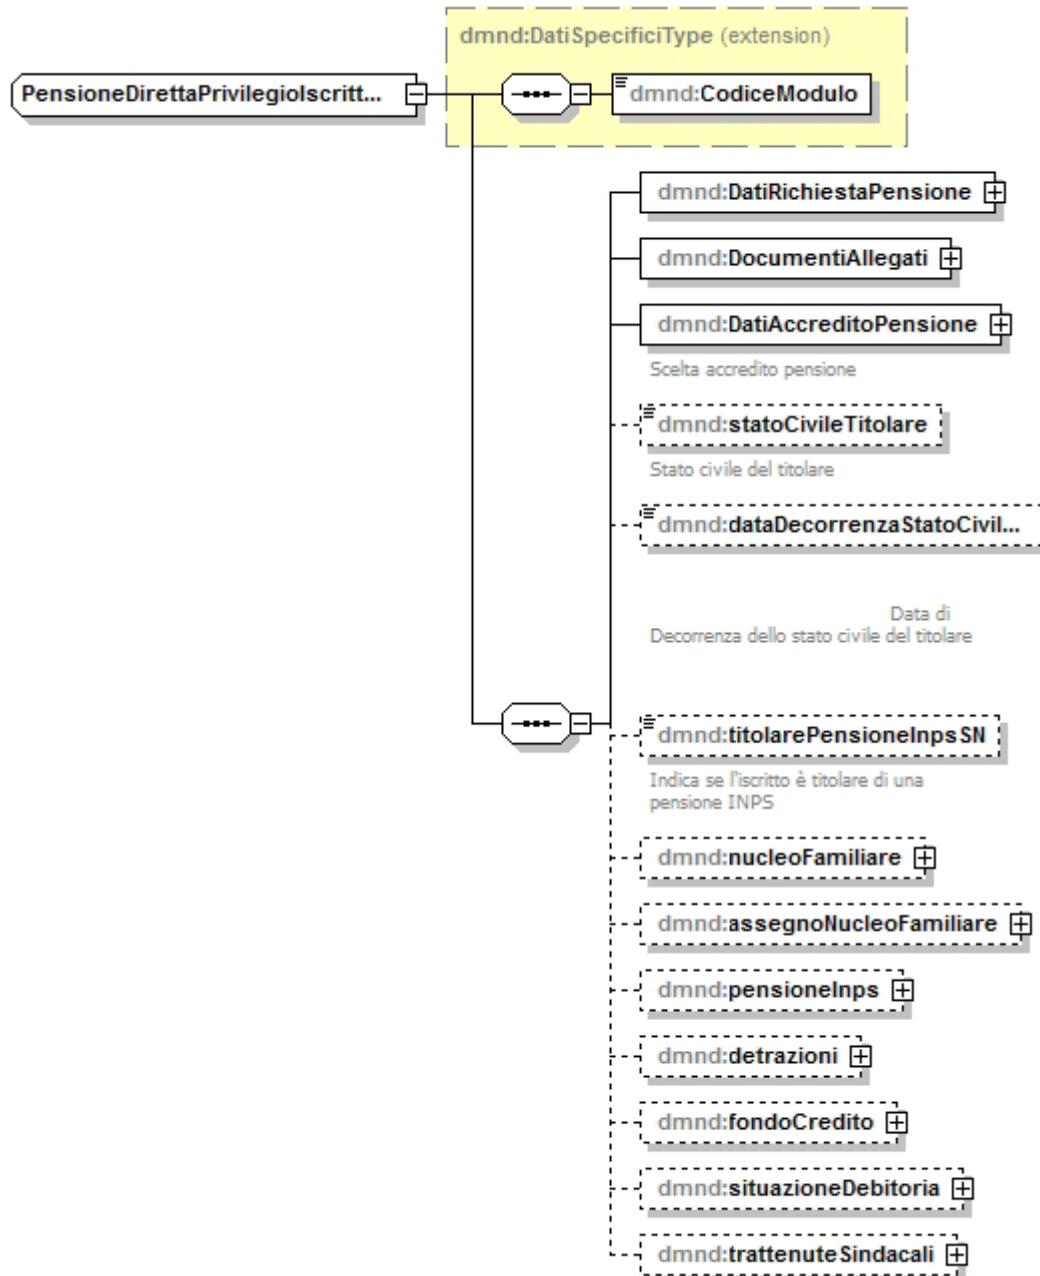 dmnd:DatiSpecificiType (extension)
PensioneDirettaPrivilegioIscritt...
dmnd:CodiceModulo
dmnd:DatiRichiestaPensione
dmnd:DocumentiAllegati
dmnd:DatiAccreditoPensione
Scelta accredito pensione
dmnd:statoCivileTitolare
Stato civile del titolare
dmnd:dataDecorrenzaStatoCivil...
Data di
Decorrenza dello stato civile del titolare
dmnd:titolarePensioneInpsSN
Indica se l'iscritto è titolare di una
pensione INPS
dmnd:nucleoFamiliare
dmnd:assegnoNucleoFamiliare
dmnd:pensioneInps
dmnd:detrazioni
dmnd:fondoCredito
dmnd:situazioneDebitoria
dmnd:trattenuteSindacali